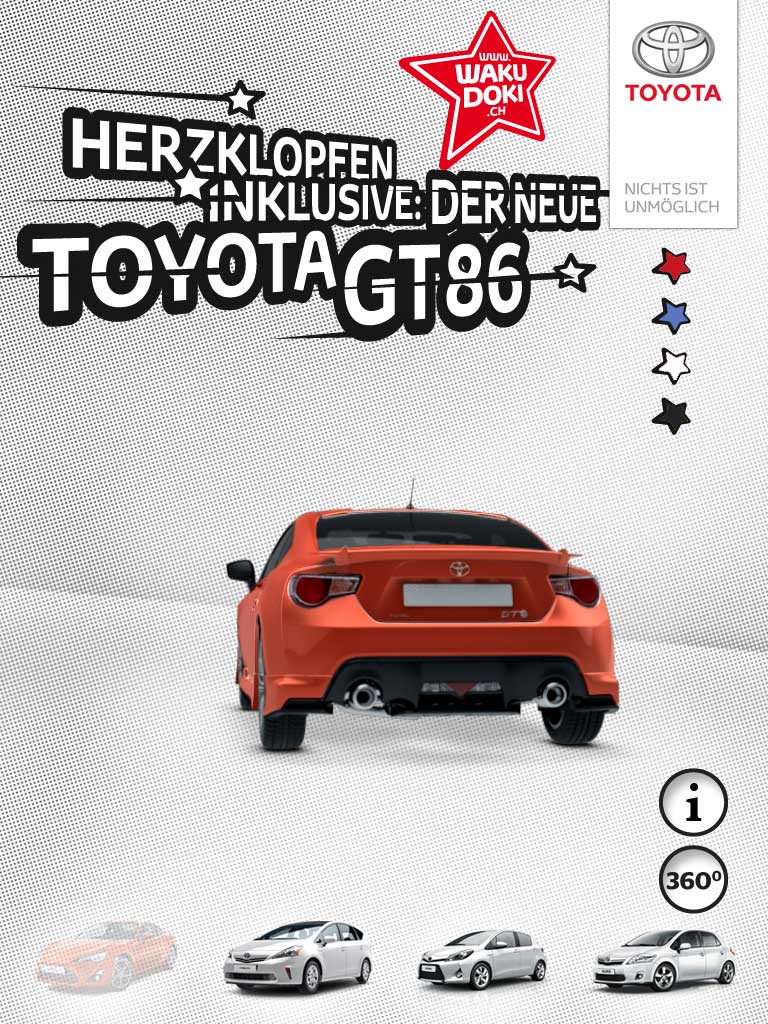 WWW.
WAKU
DOKI
.CH
TOYOTA
NICHTS IST
UNMÖGLICH
HERZKLOPFEN
INKLUSIVE: DER NEUE
TOYOTA GT86
i
360°